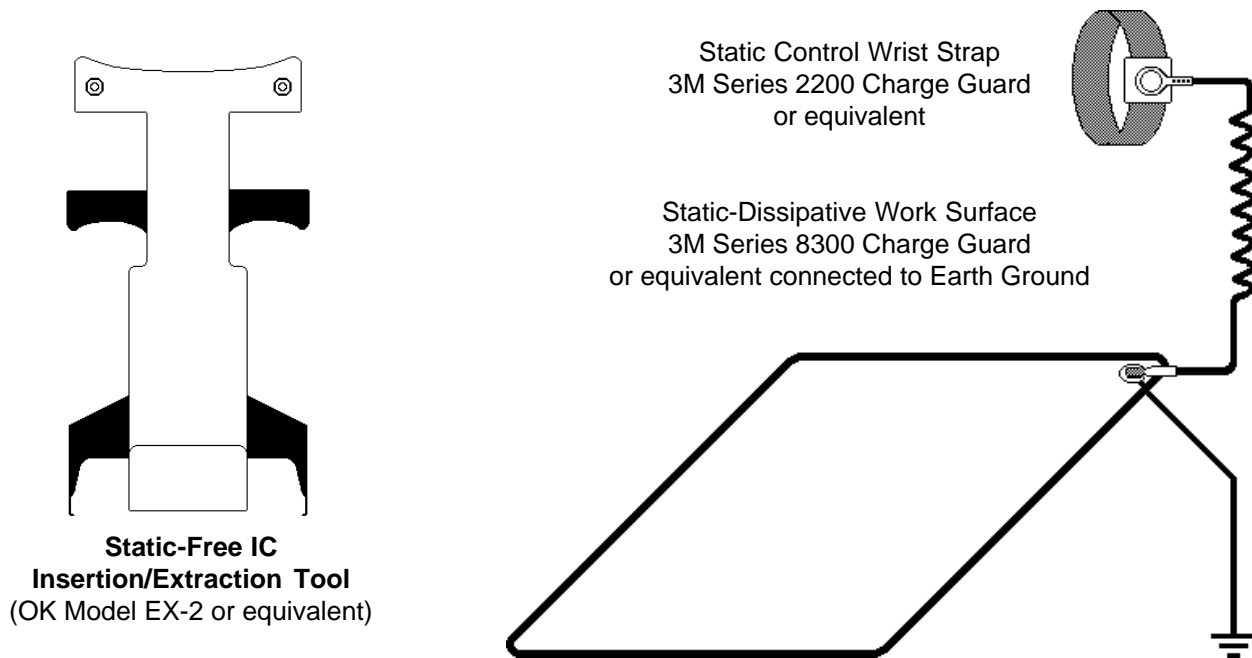 Static Control Wrist Strap
3M Series 2200 Charge Guard
or equivalent
Static-Dissipative Work Surface
3M Series 8300 Charge Guard
or equivalent connected to Earth Ground
Static-Free IC
Insertion/Extraction Tool
(OK Model EX-2 or equivalent)